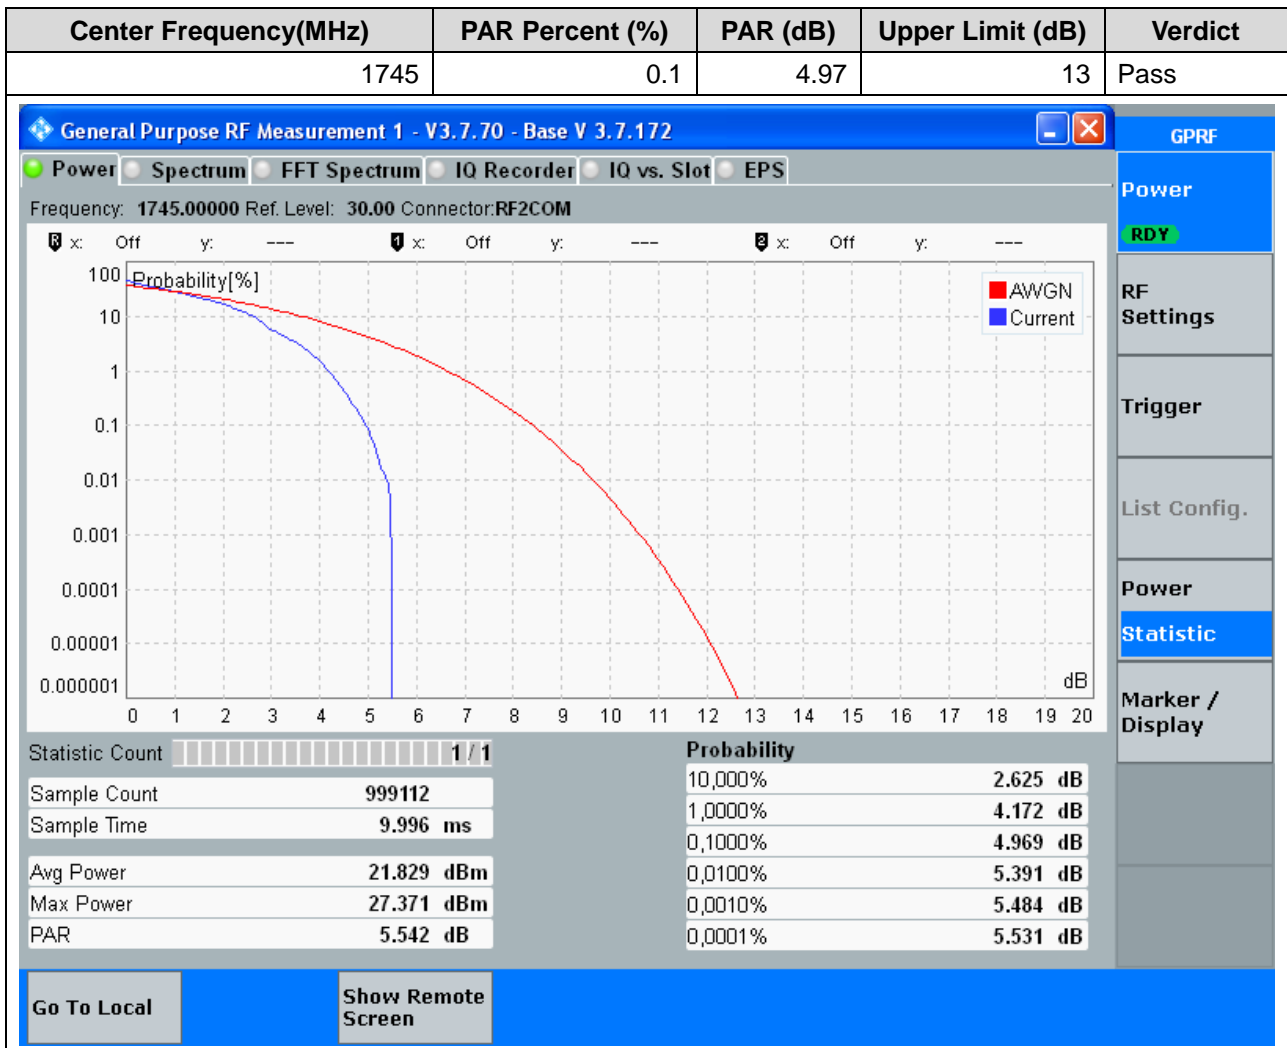 Center Frequency(MHz) PAR Percent (%) PAR (dB) Upper Limit (dB) Verdict
1745 0.1 4.97 13 Pass
General Purpose RF Measurement 1 - V3.7.70 - Base V 3.7.172
GPRF
Power Spectrum FFT Spectrum IQ Recorder IQ vs. Slot EPS
Power
RDY
Frequency: 1745.00000 Ref. Level: 30.00 Connector:RF2COM
R x: Off y: --- 1 x: Off y: --- 2 x: Off y: ---
Probability[%]
AWGN
Current
100
10
1
0.1
0.01
0.001
0.0001
0.00001
0.000001
dB
0 1 2 3 4 5 6 7 8 9 10 11 12 13 14 15 16 17 18 19 20
RF
Settings
Trigger
List Config.
Power
Statistic
Marker /
Display
Statistic Count 1 / 1
Sample Count 999112
Sample Time 9.996 ms
Avg Power 21.829 dBm
Max Power 27.371 dBm
PAR 5.542 dB
Probability
10,000% 2.625 dB
1,0000% 4.172 dB
0,1000% 4.969 dB
0,0100% 5.391 dB
0,0010% 5.484 dB
0,0001% 5.531 dB
Go To Local
Show Remote
Screen